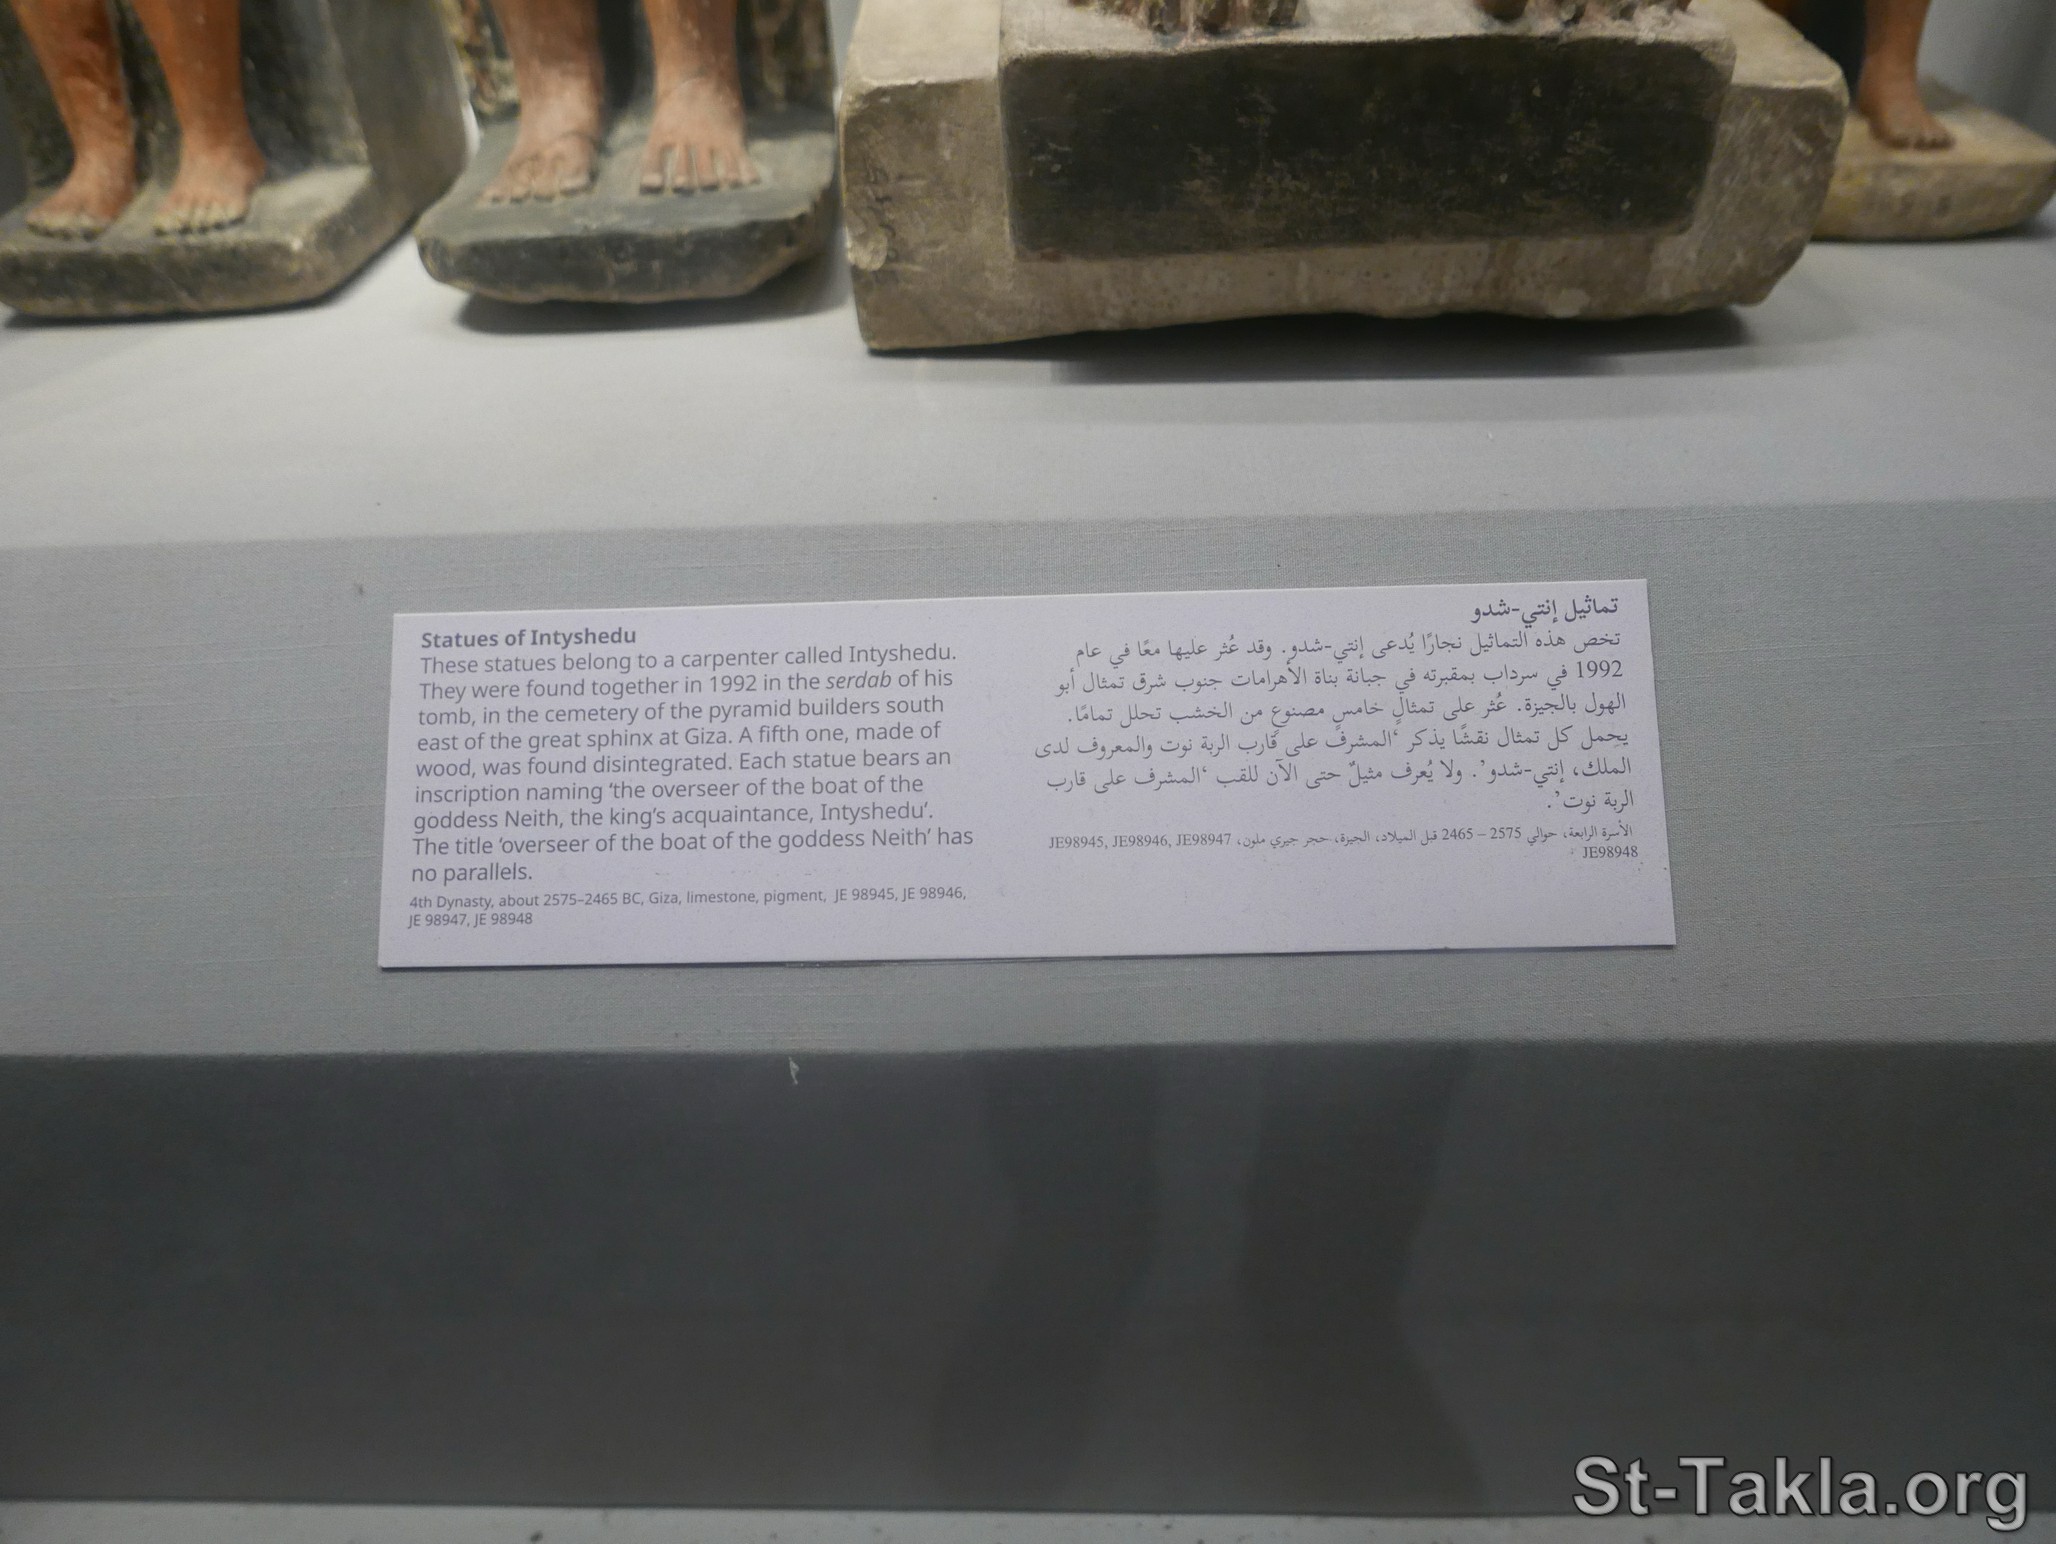 Statues of Intyshedu
These statues belong to a carpenter called Intyshedu.
They were found together in 1992 in the serdab of his
tomb, in the cemetery of the pyramid builders south
east of the great sphinx at Giza. A fifth one, made of
wood, was found disintegrated. Each statue bears an
inscription naming ‘the overseer of the boat of the
goddess Neith, the king’s acquaintance, Intyshedu’.
The title ‘overseer of the boat of the goddess Neith’ has
no parallels.
4th Dynasty, about 2575–2465 BC, Giza, limestone, pigment, JE 98945, JE 98946,
JE 98947, JE 98948
تماثيل إنتي-شدو
تخص هذه التماثيل نجارًا يُدعى إنتي-شدو. وقد عُثر عليها معًا في عام
1992 في سرداب بمقبرته في جبانة بناة الأهرامات جنوب شرق تمثال أبو
الهول بالجيزة. عُثر على تمثالٍ خامسٍ مصنوعٍ من الخشب تحلل تمامًا.
يحمل كل تمثال نقشًا يذكر ‘المشرف على قارب الربة نوت والمعروف لدى
الملك، إنتي-شدو’. ولا يُعرف مثيلٌ حتى الآن للقب ‘المشرف على قارب
الربة نوت’.
الأسرة الرابعة، حوالي 2575 – 2465 قبل الميلاد، الجيزة، حجر جيري ملون، JE98945, JE98946, JE98947
JE98948
St-Takla.org